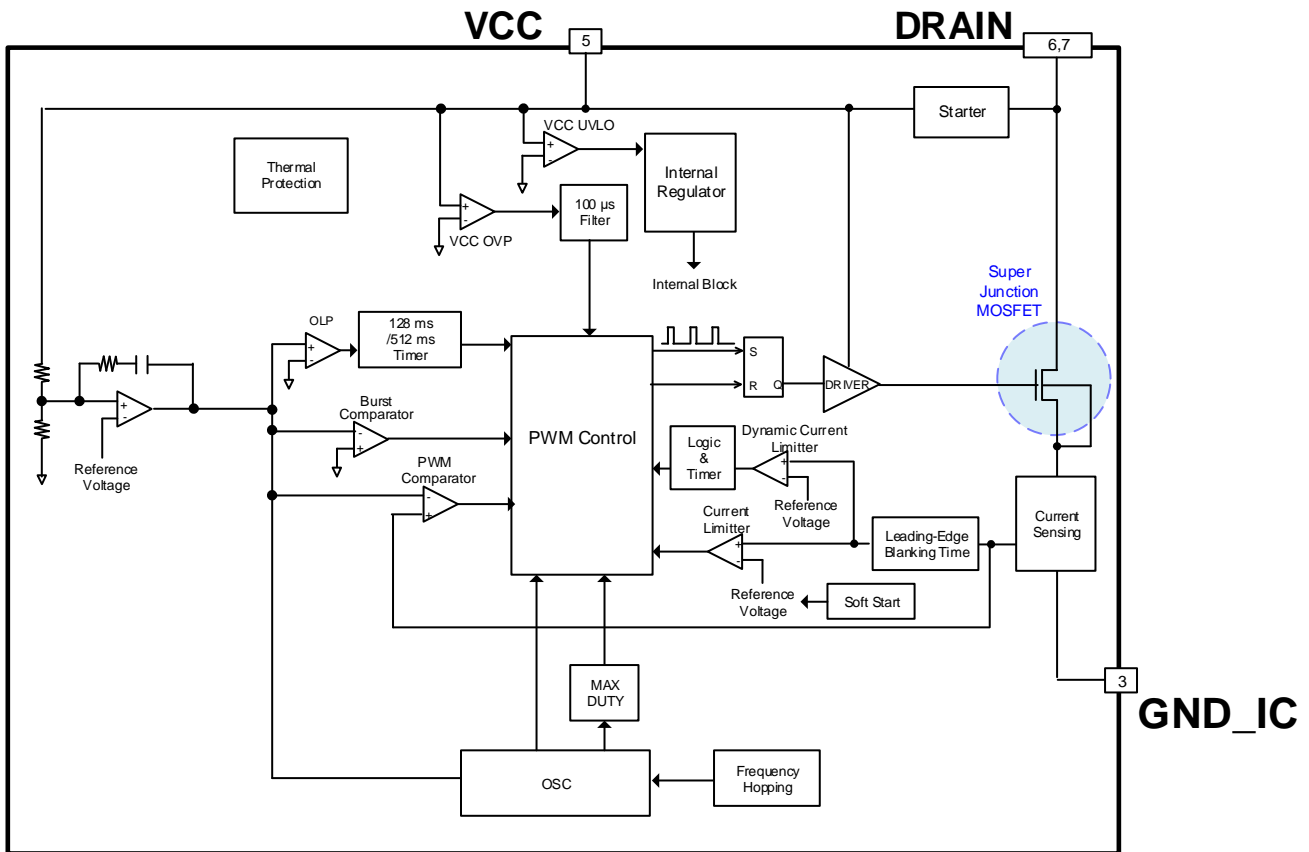 VCC
DRAIN
5
6,7
Starter
VCC UVLO
+
-
Thermal
Protection
Internal
Regulator
100 µs
Filter
+
-
VCC OVP
Internal Block
Super
Junction
MOSFET
OLP
128 ms
/512 ms
Timer
+
-
S
R
Q
DRIVER
+
-
Reference
Voltage
Burst
Comparator
-
+
PWM Control
PWM
Comparator
-
+
Dynamic Current
Limitter
Logic
&
Timer
+
-
Reference
Voltage
Current
Limitter
+
-
Leading-Edge
Blanking Time
Current
Sensing
Reference
Voltage
Soft Start
MAX
DUTY
3
GND_IC
OSC
Frequency
Hopping